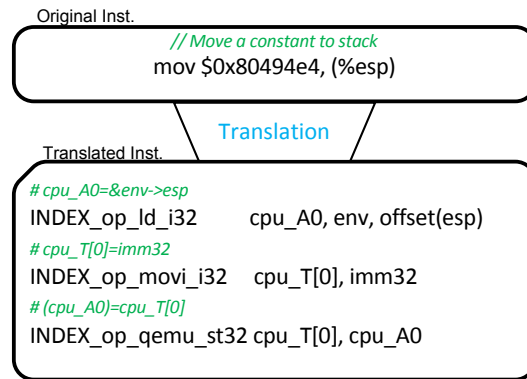 Original Inst.
// Move a constant to stack
mov $0x80494e4, (%esp)
Translation
Translated Inst.
# cpu_A0=&env->esp
INDEX_op_ld_i32 cpu_A0, env, offset(esp)
# cpu_T[0]=imm32
INDEX_op_movi_i32 cpu_T[0], imm32
# (cpu_A0)=cpu_T[0]
INDEX_op_qemu_st32 cpu_T[0], cpu_A0